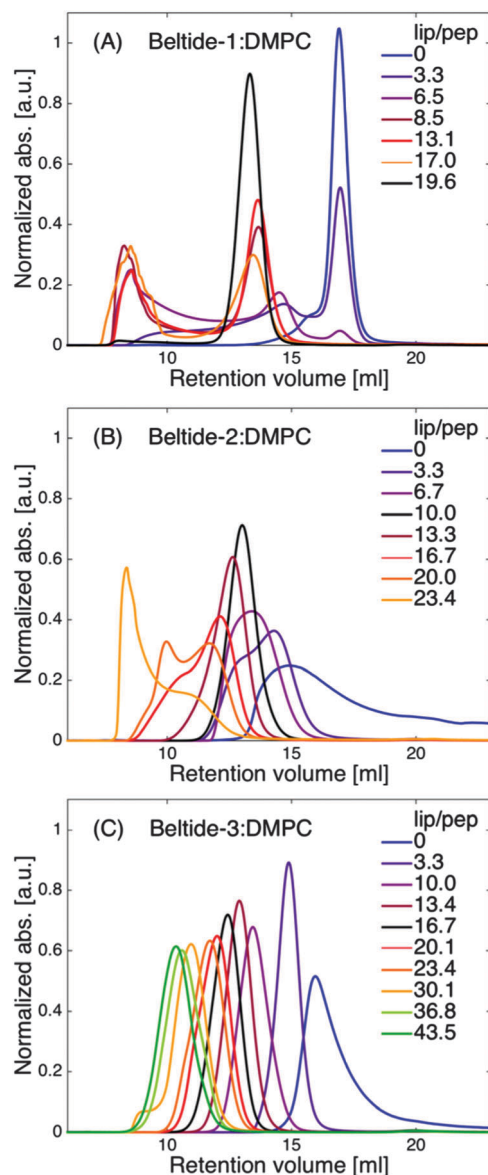 (A) Beltide-1:DMPC
lip/pep
0
3.3
6.5
8.5
13.1
17.0
19.6
Normalized abs. [a.u.]
1
0.8
0.6
0.4
0.2
0
10 15 20
Retention volume [ml]
(B) Beltide-2:DMPC
lip/pep
0
3.3
6.7
10.0
13.3
16.7
20.0
23.4
Normalized abs. [a.u.]
1
0.8
0.6
0.4
0.2
0
10 15 20
Retention volume [ml]
(C) Beltide-3:DMPC
lip/pep
0
3.3
10.0
13.4
16.7
20.1
23.4
30.1
36.8
43.5
Normalized abs. [a.u.]
1
0.8
0.6
0.4
0.2
0
10 15 20
Retention volume [ml]